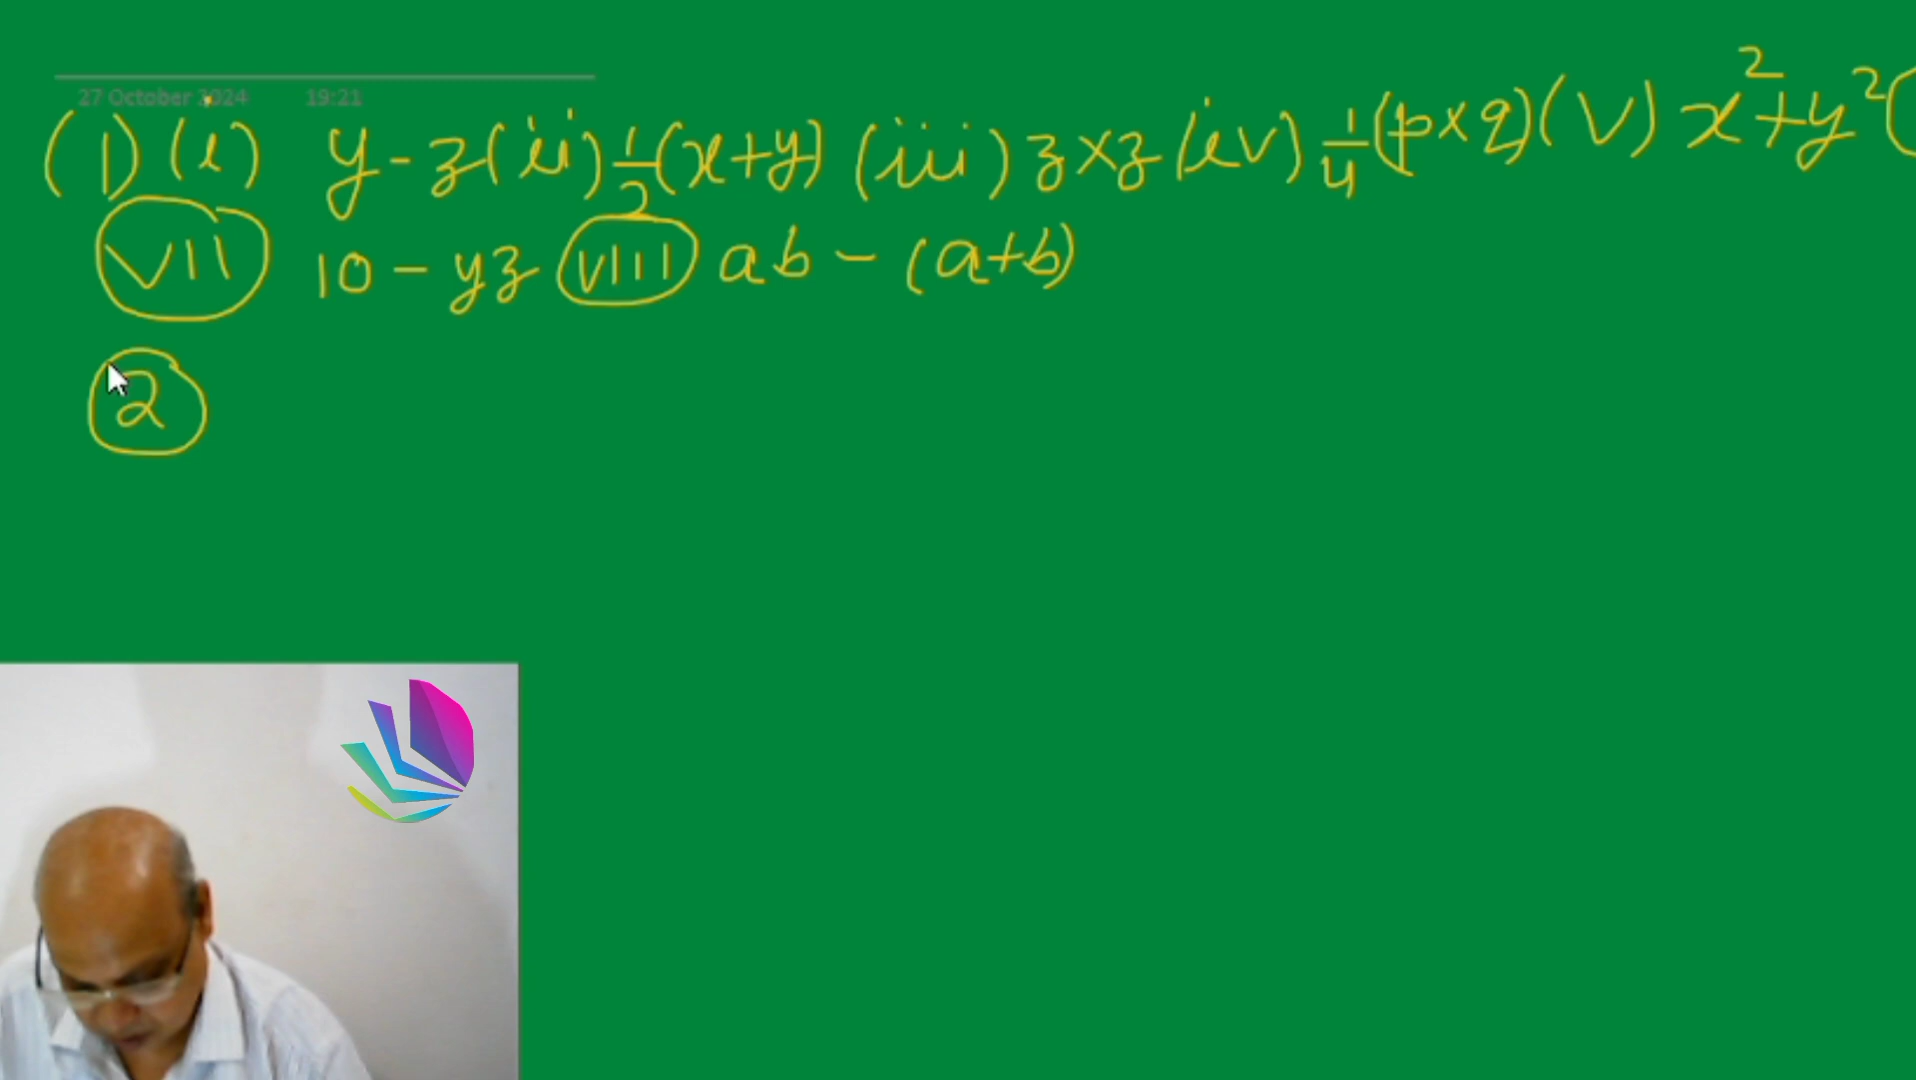 27 October 2024 19:21
(1) (i) y - z (ii) 1/2 (x+y) (iii) z × z (iv) 1/4 (p × q) (v) x² + y² (
VII 10 - yz VIII ab - (a+b)
2